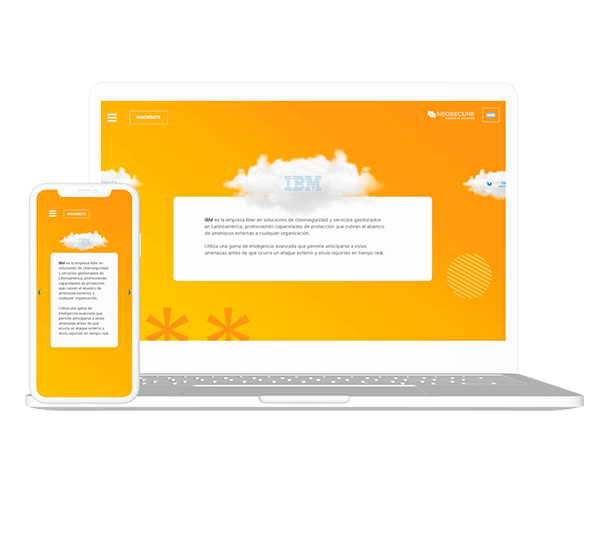 INSCRÍBETE
NEOSECURE
IBM
IBM es la empresa líder en soluciones de ciberseguridad y servicios gestionados
en Latinoamérica, promoviendo capacidades de protección que cubren el abanico
de amenazas externas a cualquier organización.
Utiliza una gama de inteligencia avanzada que permite anticiparse a estas
amenazas antes de que ocurra un ataque externo y envía reportes en tiempo real.
INSCRÍBETE
IBM
IBM es la empresa líder en
soluciones de ciberseguridad
y servicios gestionados en
Latinoamérica, promoviendo
capacidades de protección
que cubren el abanico de
amenazas externas a
cualquier organización.
Utiliza una gama de
inteligencia avanzada que
permite anticiparse a estas
amenazas antes de que
ocurra un ataque externo y
envía reportes en tiempo real.